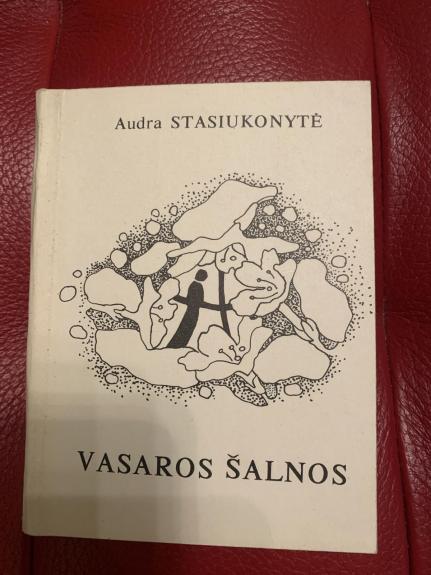 Audra STASIUKONYTĖ
VASAROS ŠALNOS